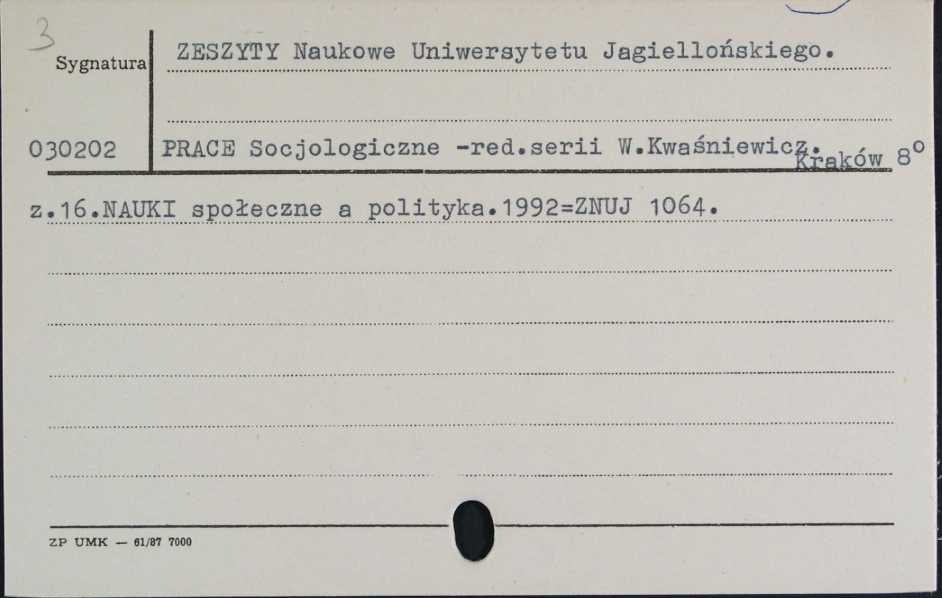 3
Sygnatura
ZESZYTY Naukowe Uniwersytetu Jagiellońskiego.
030202
PRACE Socjologiczne -red.serii W.Kwaśniewicz.
Kraków 8°
z.16.NAUKI społeczne a polityka.1992=ZNUJ 1064.
ZP UMK — 61/87 7000